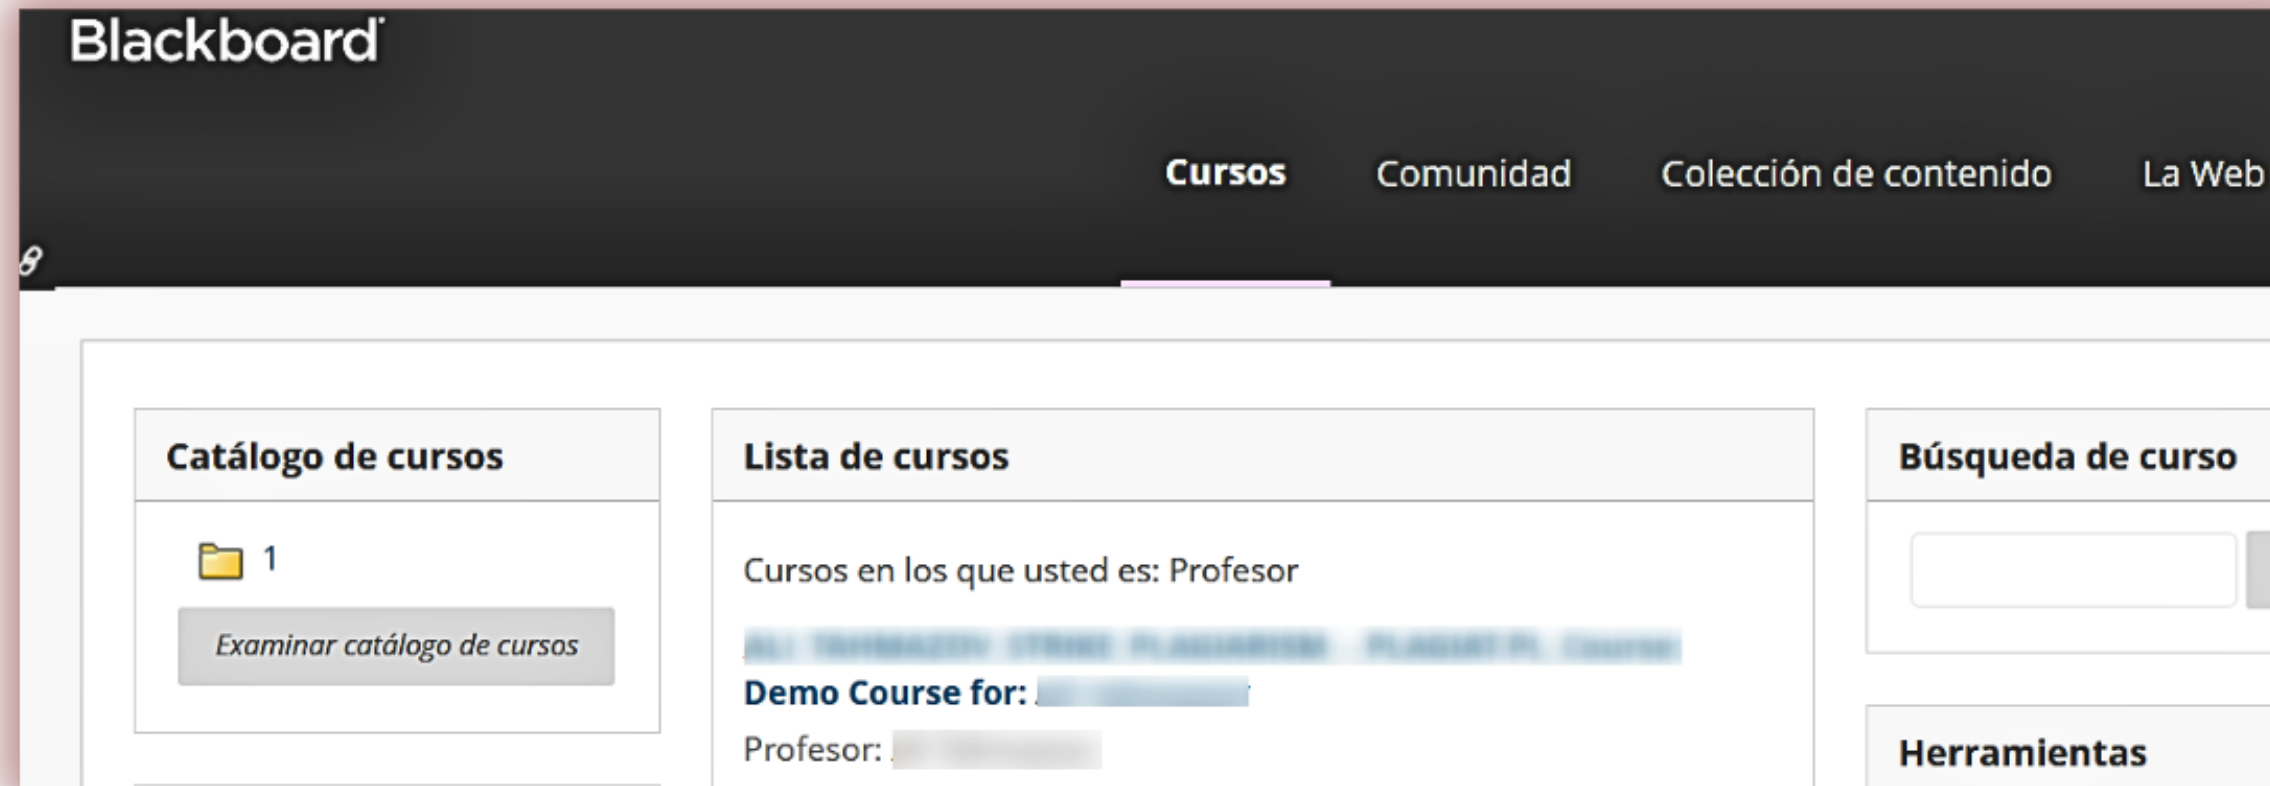 Blackboard
Cursos Comunidad Colección de contenido La Web
Catálogo de cursos
1
Examinar catálogo de cursos
Lista de cursos
Cursos en los que usted es: Profesor
Demo Course for:
Profesor:
Búsqueda de curso
Herramientas